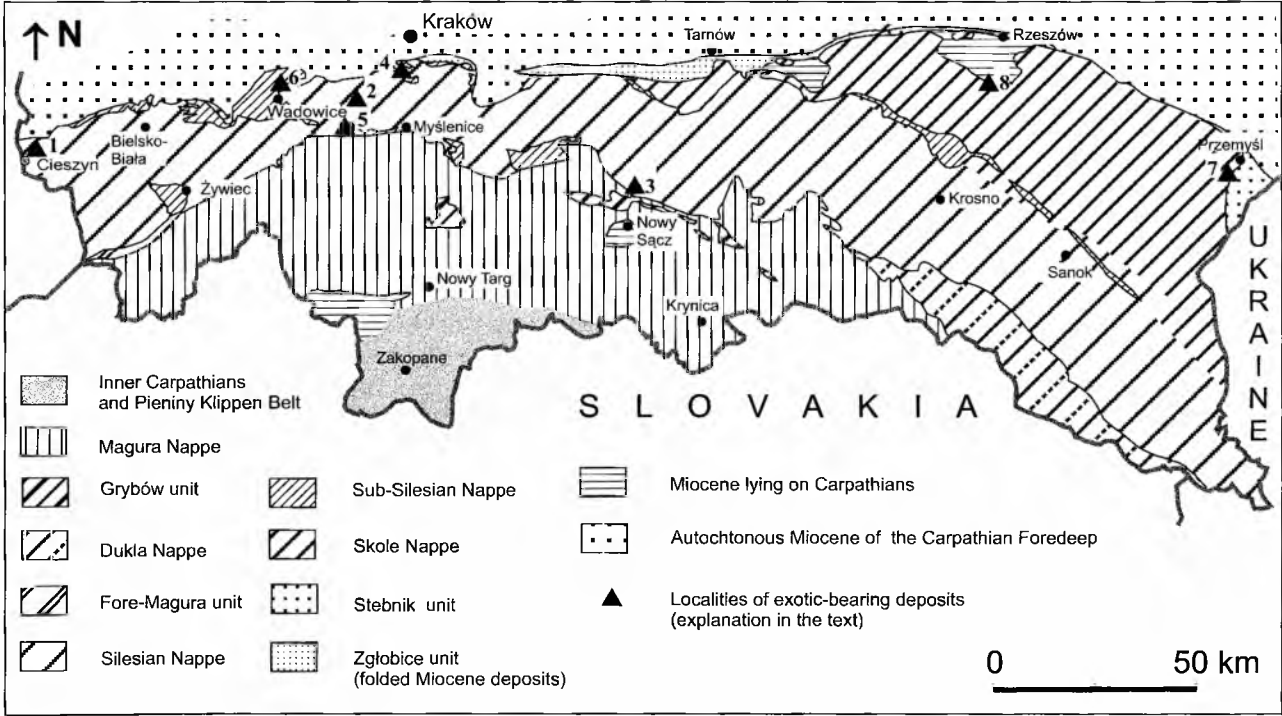 N
Kraków
Tarnów
Rzeszów
4
6
2
8
Wadowice
5
Myślenice
1
Bielsko-
Biała
Cieszyn
Przemyśl
7
Żywiec
3
Krosno
Nowy
Sącz
Sanok
Nowy Targ
Krynica
Zakopane
UKRAINE
SLOVAKIA
Inner Carpathians
and Pieniny Klippen Belt
Magura Nappe
Grybów unit
Dukla Nappe
Fore-Magura unit
Silesian Nappe
Sub-Silesian Nappe
Skole Nappe
Stebnik unit
Zgłobice unit
(folded Miocene deposits)
Miocene lying on Carpathians
Autochtonous Miocene of the Carpathian Foredeep
Localities of exotic-bearing deposits
(explanation in the text)
0 50 km